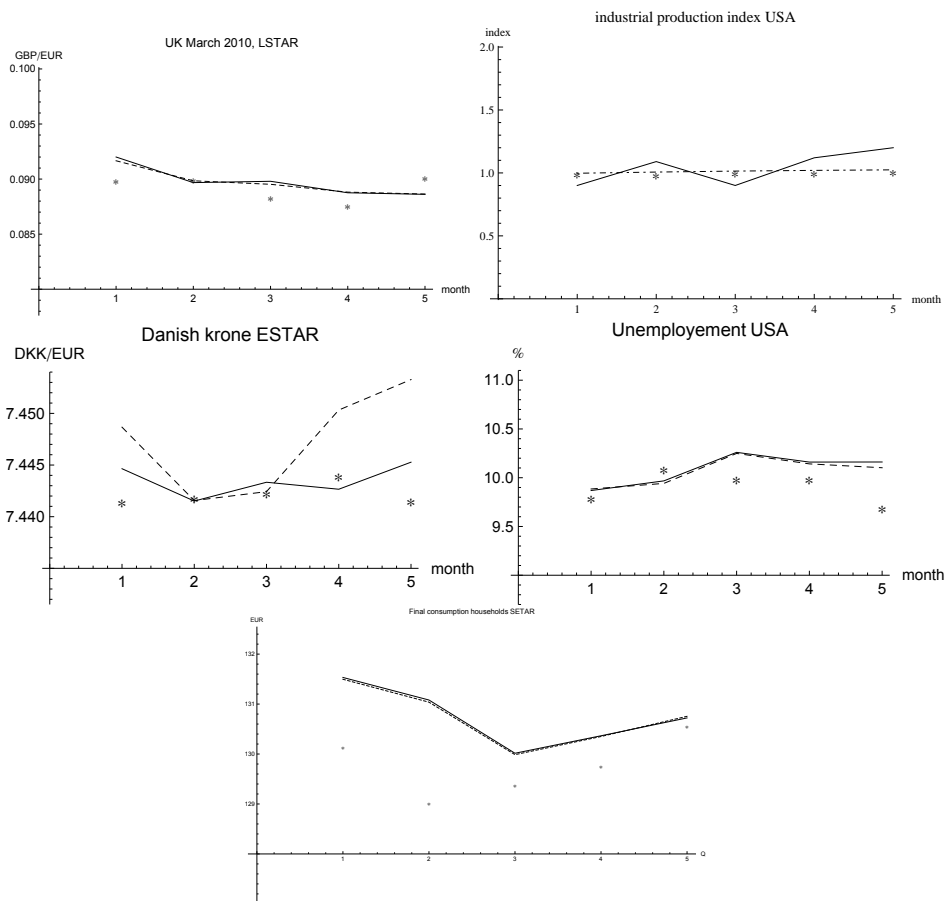 UK March 2010, LSTAR
GBP/EUR
0.100
0.095
0.090
0.085
1 2 3 4 5
month
industrial production index USA
index
2.0
1.5
1.0
0.5
1 2 3 4 5
month
Danish krone ESTAR
DKK/EUR
7.450
7.445
7.440
1 2 3 4 5
month
Unemployement USA
%
11.0
10.5
10.0
9.5
1 2 3 4 5
month
Final consumption households SETAR
EUR
132
131
130
129
1 2 3 4 5
Q